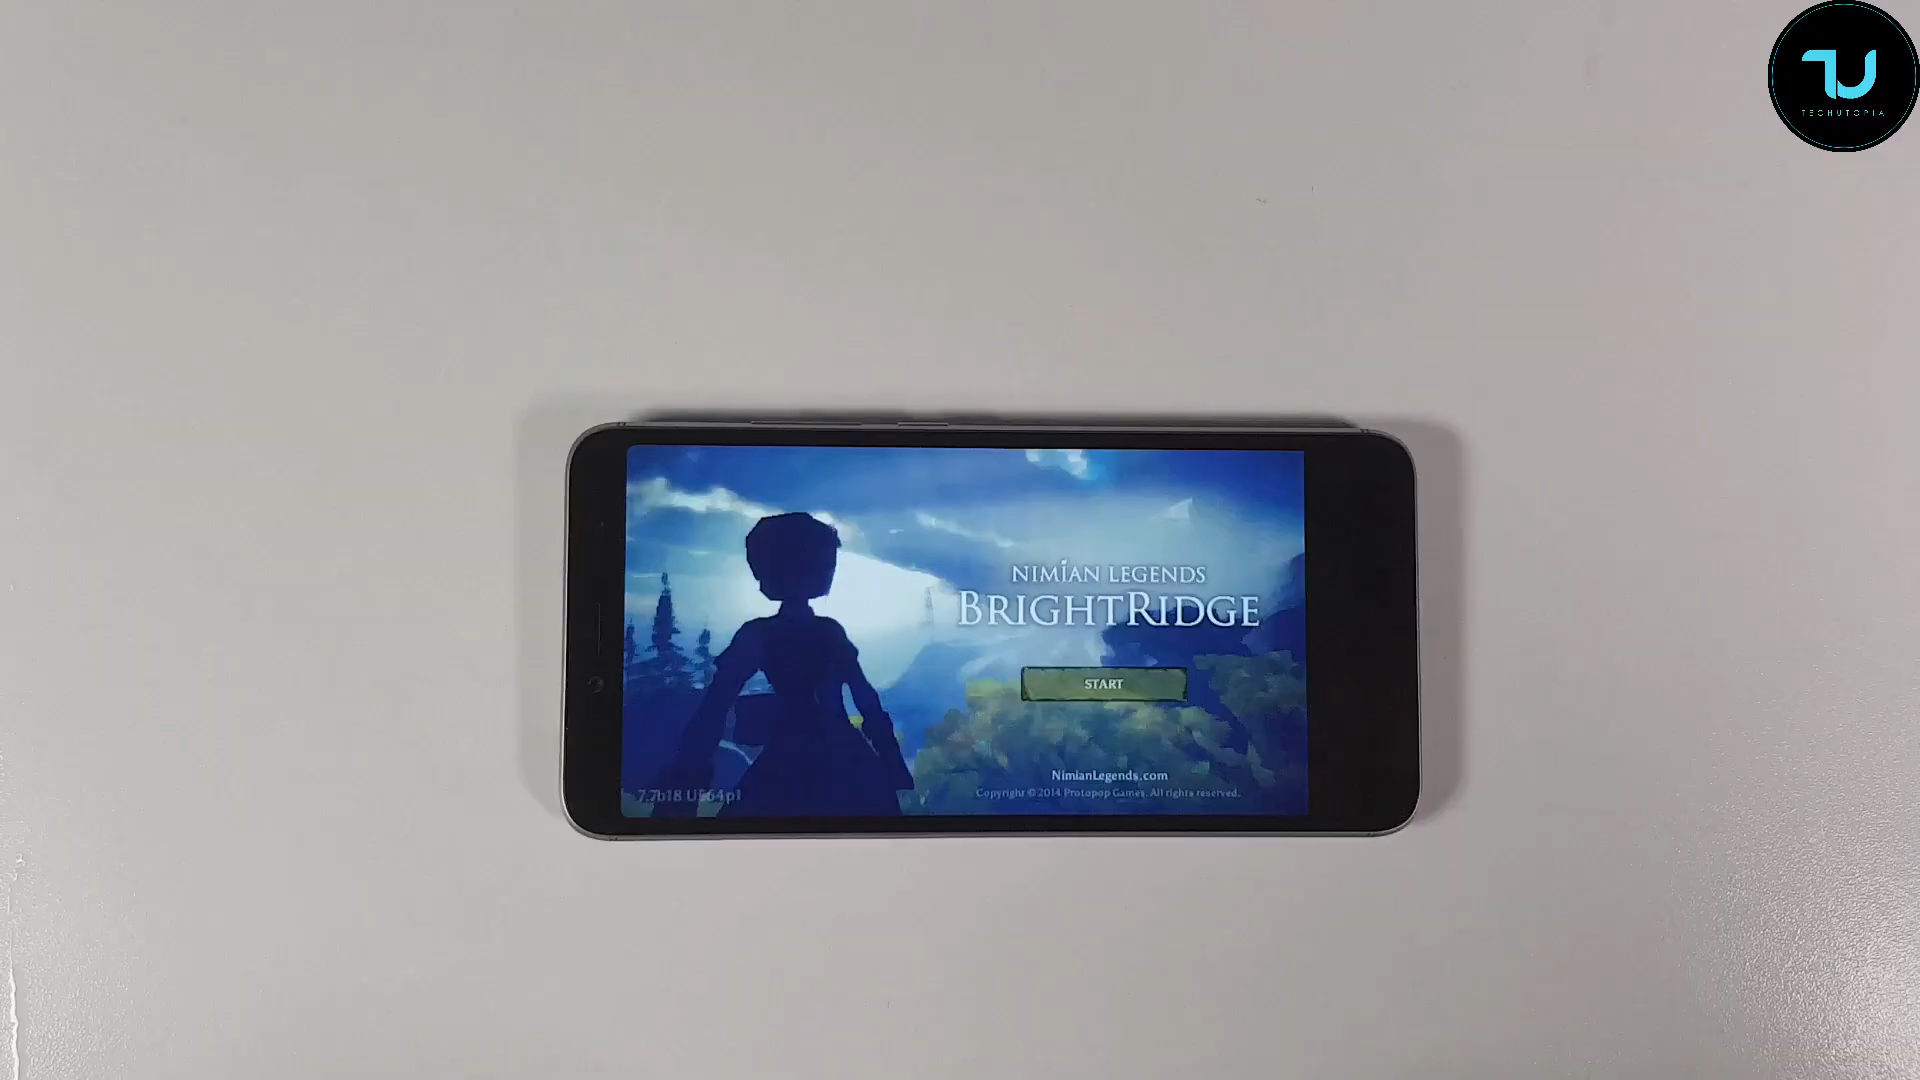 TECHUTOPIA
NIMIAN LEGENDS
BRIGHTRIDGE
START
NimianLegends.com
Copyright © 2014 Protopop Games. All rights reserved.